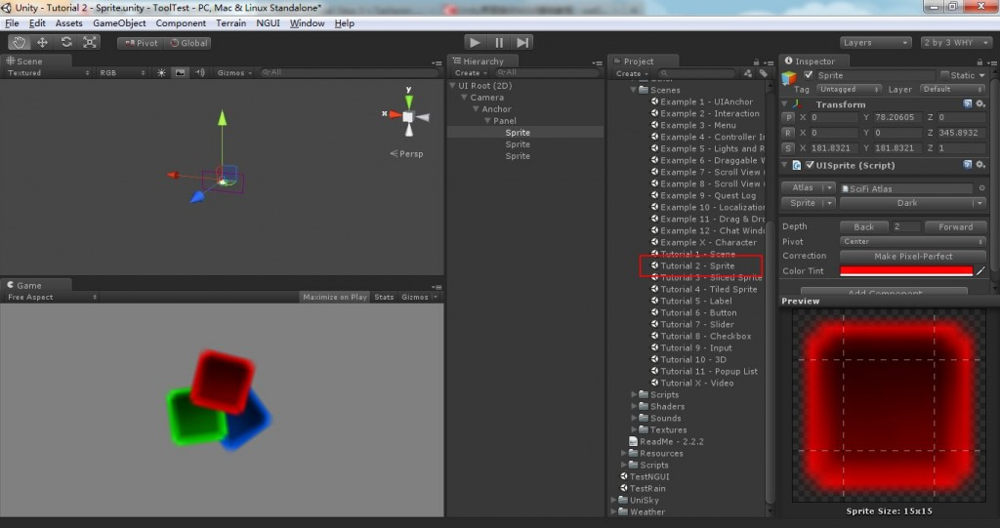 Unity - Tutorial 2 - Sprite.unity - ToolTest - PC, Mac & Linux Standalone*
File Edit Assets GameObject Component Terrain NGUI Window Help
Pivot Global
Layers
2 by 3 WHY
Scene
Textured RGB Gizmos All
y
x
Persp
Game
Free Aspect Maximize on Play Stats Gizmos
Hierarchy
Create All
UI Root (2D)
Camera
Anchor
Panel
Sprite
Sprite
Sprite
Project
Create
Scenes
Example 1 - UIAnchor
Example 2 - Interaction
Example 3 - Menu
Example 4 - Controller In
Example 5 - Lights and R
Example 6 - Draggable W
Example 7 - Scroll View (
Example 8 - Scroll View (
Example 9 - Quest Log
Example 10 - Localization
Example 11 - Drag & Dro
Example 12 - Chat Wind
Example X - Character
Tutorial 1 - Scene
Tutorial 2 - Sprite
Tutorial 3 - Sliced Sprite
Tutorial 4 - Tiled Sprite
Tutorial 5 - Label
Tutorial 6 - Button
Tutorial 7 - Slider
Tutorial 8 - Checkbox
Tutorial 9 - Input
Tutorial 10 - 3D
Tutorial 11 - Popup List
Tutorial X - Video
Scripts
Shaders
Sounds
Textures
ReadMe - 2.2.2
Resources
Scripts
TestNGUI
TestRain
UniSky
Weather
Inspector
Sprite Static
Tag Untagged Layer Default
Transform
P X 0 Y 78.20605 Z 0
R X 0 Y 0 Z 345.8932
S X 181.8321 Y 181.8321 Z 1
UISprite (Script)
Atlas SciFi Atlas
Sprite Dark
Depth Back 2 Forward
Pivot Center
Correction Make Pixel-Perfect
Color Tint
Add Component
Preview
Sprite Size: 15x15